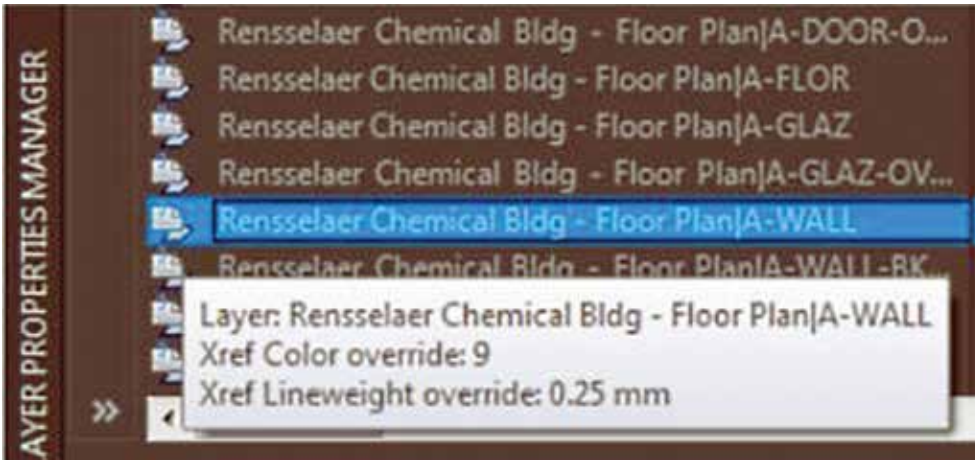 AYER PROPERTIES MANAGER
Rensselaer Chemical Bldg - Floor Plan|A-DOOR-O...
Rensselaer Chemical Bldg - Floor Plan|A-FLOR
Rensselaer Chemical Bldg - Floor Plan|A-GLAZ
Rensselaer Chemical Bldg - Floor Plan|A-GLAZ-OV...
Rensselaer Chemical Bldg - Floor Plan|A-WALL
Rensselaer Chemical Bldg - Floor Plan|A-WALL-BK...
Layer: Rensselaer Chemical Bldg - Floor Plan|A-WALL
Xref Color override: 9
Xref Lineweight override: 0.25 mm